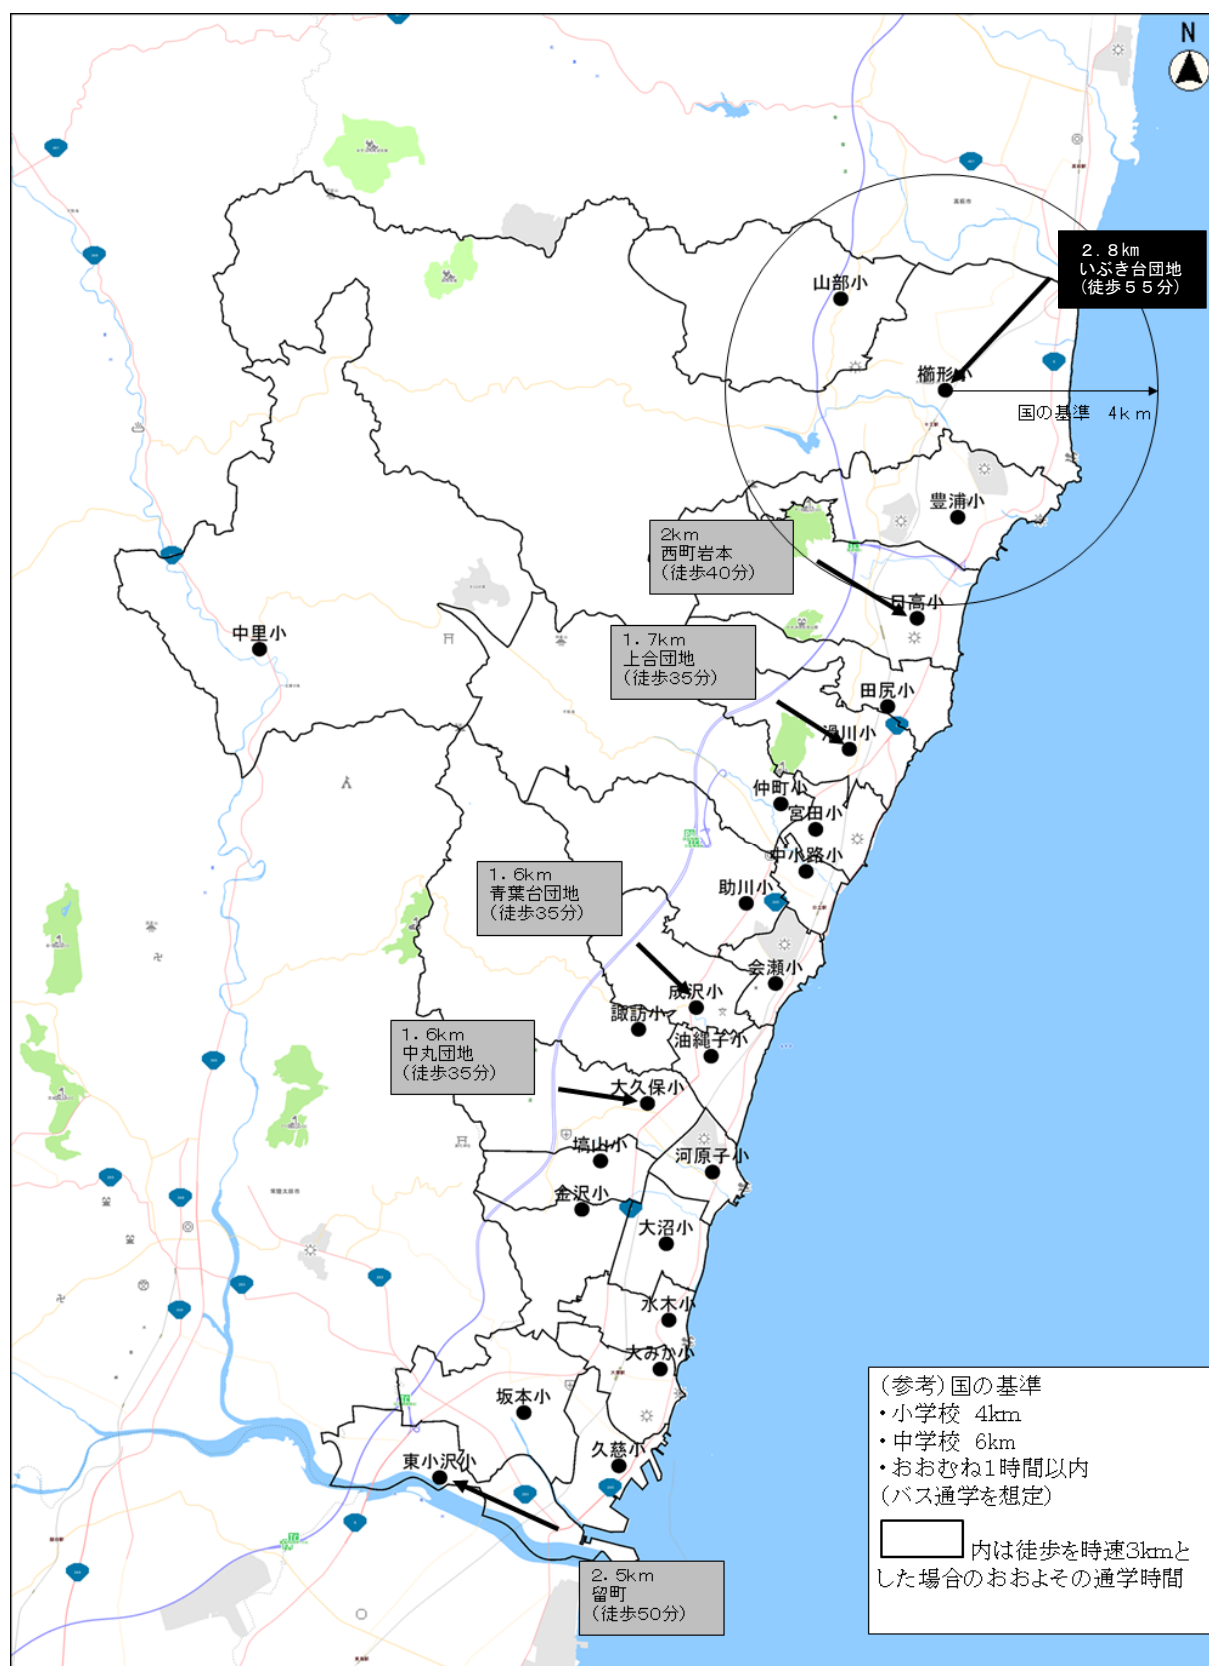 N
2.8km
いぶき台団地
(徒歩55分)
山部小
櫛形小
国の基準 4km
豊浦小
2km
西町岩本
(徒歩40分)
日高小
1.7km
上合団地
(徒歩35分)
中里小
田尻小
滑川小
仲町小
宮田小
中小路小
助川小
1.6km
青葉台団地
(徒歩35分)
会瀬小
成沢小
諏訪小
油縄子小
1.6km
中丸団地
(徒歩35分)
大久保小
塙山小
河原子小
金沢小
大沼小
水木小
大みか小
坂本小
久慈小
東小沢小
2.5km
留町
(徒歩50分)
(参考)国の基準
・小学校 4km
・中学校 6km
・おおむね1時間以内
(バス通学を想定)
内は徒歩を時速3kmと
した場合のおおよその通学時間